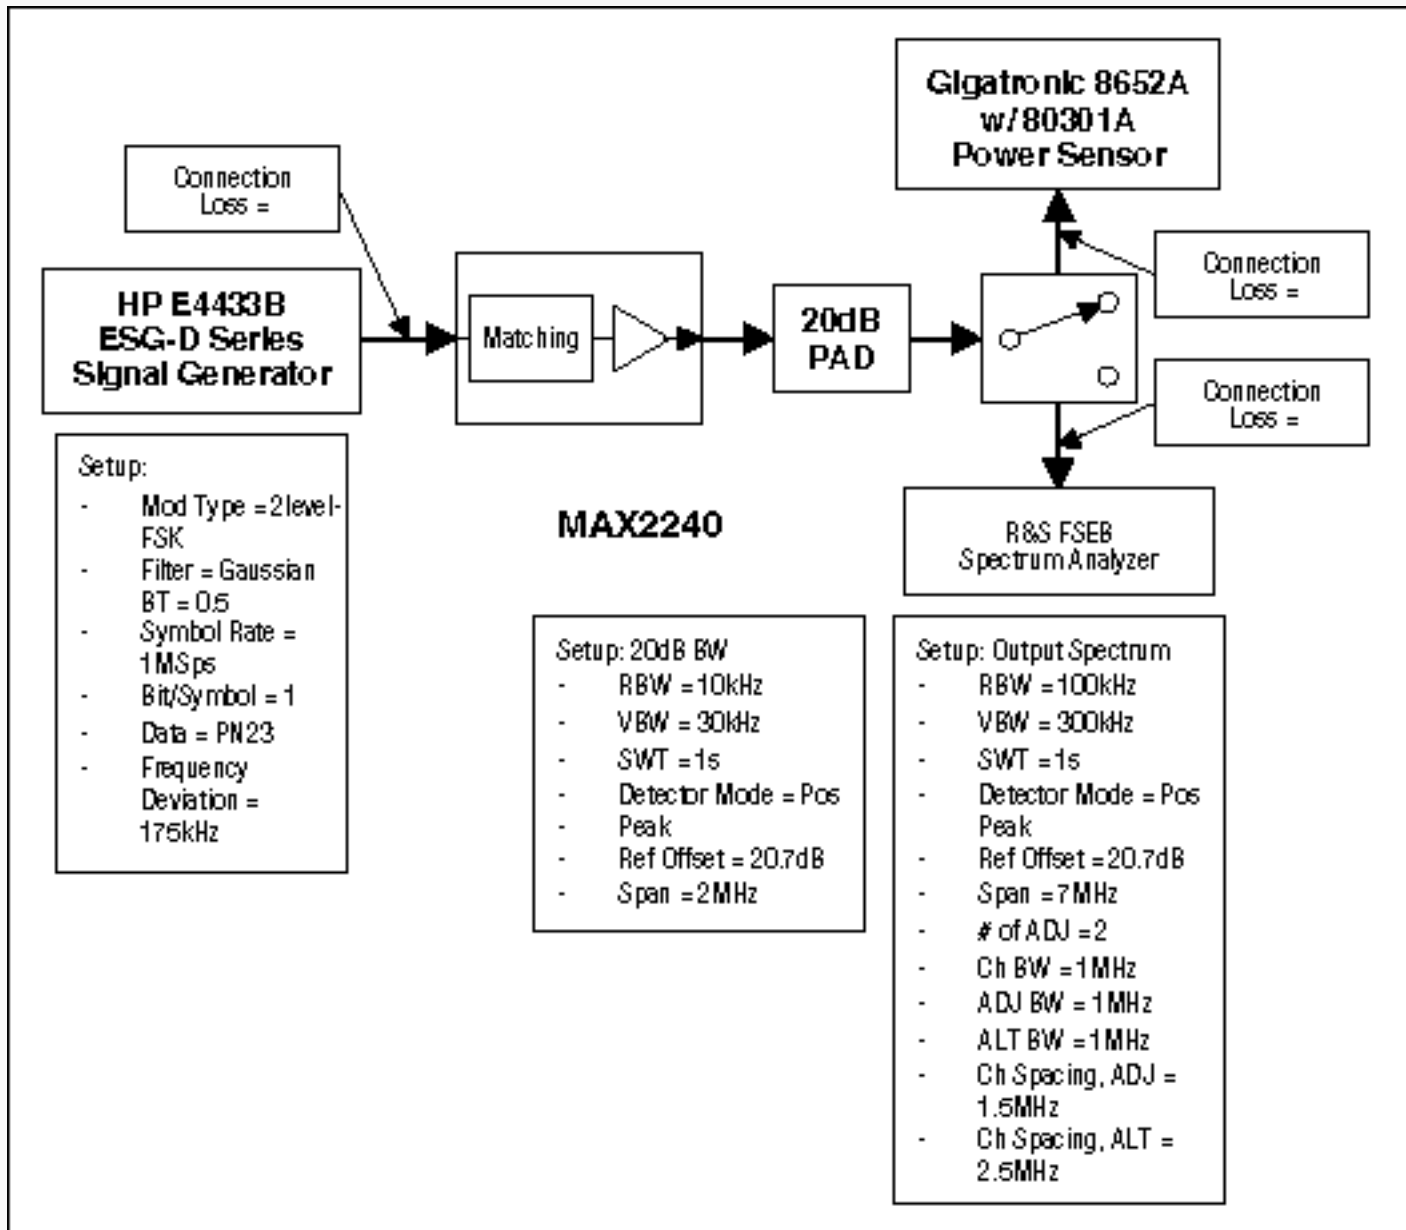 Gigatronic 8652A
w/80301A
Power Sensor
Connection
Loss =
Connection
Loss =
HP E4433B
ESG-D Series
Signal Generator
Matching
20dB
PAD
Connection
Loss =
Setup:
- Mod Type = 2level-
FSK
- Filter = Gaussian
BT = 0.5
- Symbol Rate =
1MSps
- Bit/Symbol = 1
- Data = PN23
- Frequency
Deviation =
175kHz
MAX2240
R&S FSEB
Spectrum Analyzer
Setup: 20dB BW
- RBW = 10kHz
- VBW = 30kHz
- SWT = 1s
- Detector Mode = Pos
- Peak
- Ref Offset = 20.7dB
- Span = 2MHz
Setup: Output Spectrum
- RBW = 100kHz
- VBW = 300kHz
- SWT = 1s
- Detector Mode = Pos
Peak
- Ref Offset = 20.7dB
- Span = 7MHz
- # of ADJ = 2
- Ch BW = 1MHz
- ADJ BW = 1MHz
- ALT BW = 1MHz
- Ch Spacing, ADJ =
1.5MHz
- Ch Spacing, ALT =
2.5MHz